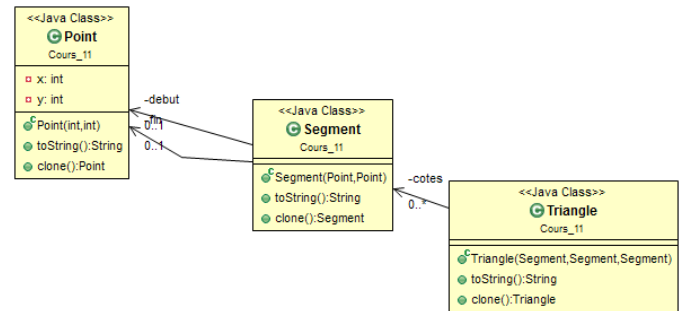 <<Java Class>>
Point
Cours_11
x: int
y: int
Point(int,int)
toString():String
clone():Point
-debut
-fin
0..1
0..1
<<Java Class>>
Segment
Cours_11
Segment(Point,Point)
toString():String
clone():Segment
-cotes
0..*
<<Java Class>>
Triangle
Cours_11
Triangle(Segment,Segment,Segment)
toString():String
clone():Triangle